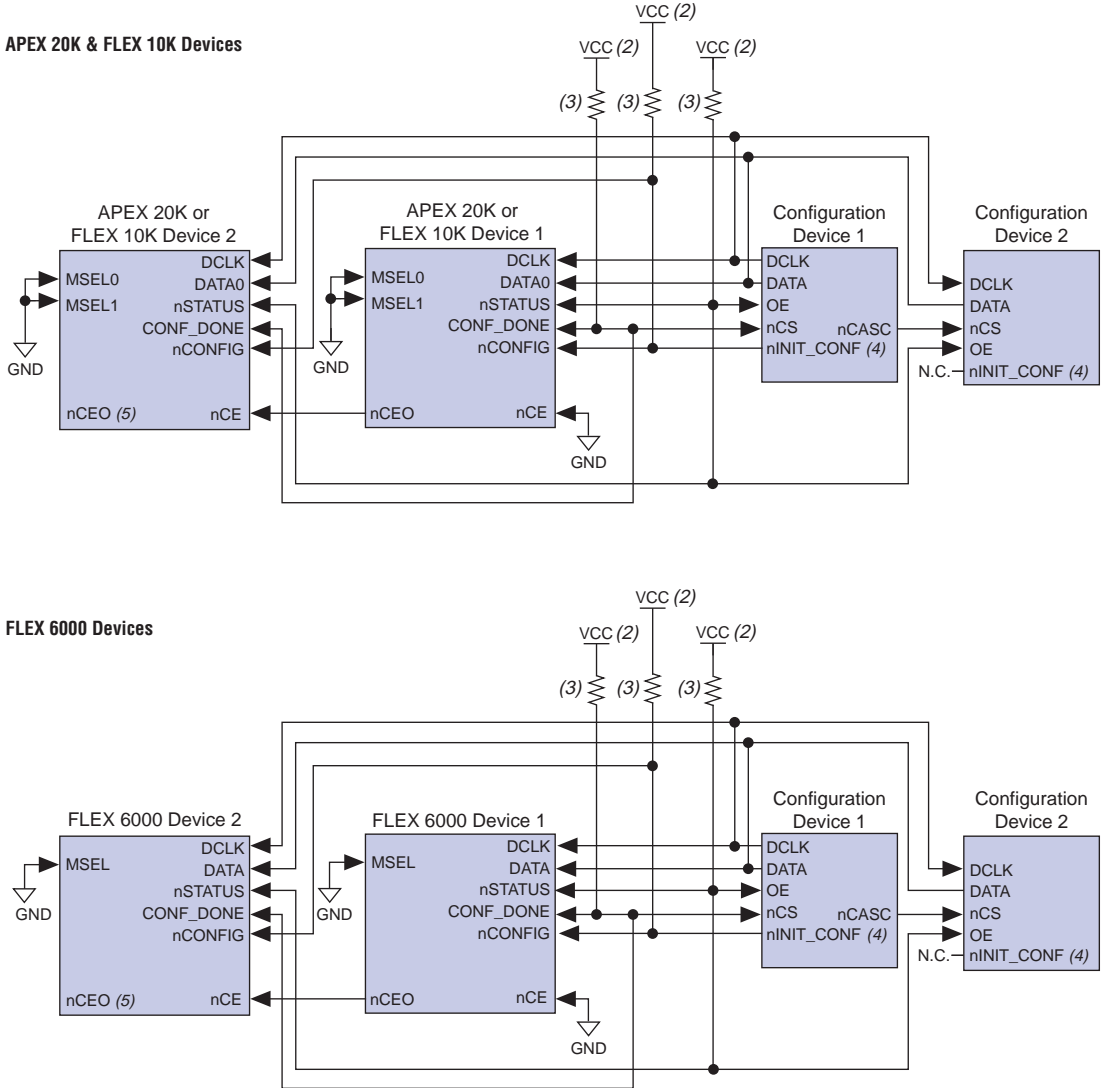 VCC (2)
APEX 20K & FLEX 10K Devices
VCC (2)
VCC (2)
(3)
(3)
(3)
APEX 20K or
FLEX 10K Device 2
APEX 20K or
FLEX 10K Device 1
Configuration
Device 1
Configuration
Device 2
MSEL0
MSEL1
DCLK
DATA0
nSTATUS
CONF_DONE
nCONFIG
nCEO (5)
nCE
GND
MSEL0
MSEL1
DCLK
DATA0
nSTATUS
CONF_DONE
nCONFIG
nCEO
nCE
GND
GND
DCLK
DATA
OE
nCS
nCASC
nINIT_CONF (4)
DCLK
DATA
nCS
OE
N.C.
nINIT_CONF (4)
VCC (2)
FLEX 6000 Devices
VCC (2)
VCC (2)
(3)
(3)
(3)
FLEX 6000 Device 2
FLEX 6000 Device 1
Configuration
Device 1
Configuration
Device 2
MSEL
DCLK
DATA
nSTATUS
CONF_DONE
nCONFIG
nCEO (5)
nCE
GND
MSEL
DCLK
DATA
nSTATUS
CONF_DONE
nCONFIG
nCEO
nCE
GND
GND
DCLK
DATA
OE
nCS
nCASC
nINIT_CONF (4)
DCLK
DATA
nCS
OE
N.C.
nINIT_CONF (4)